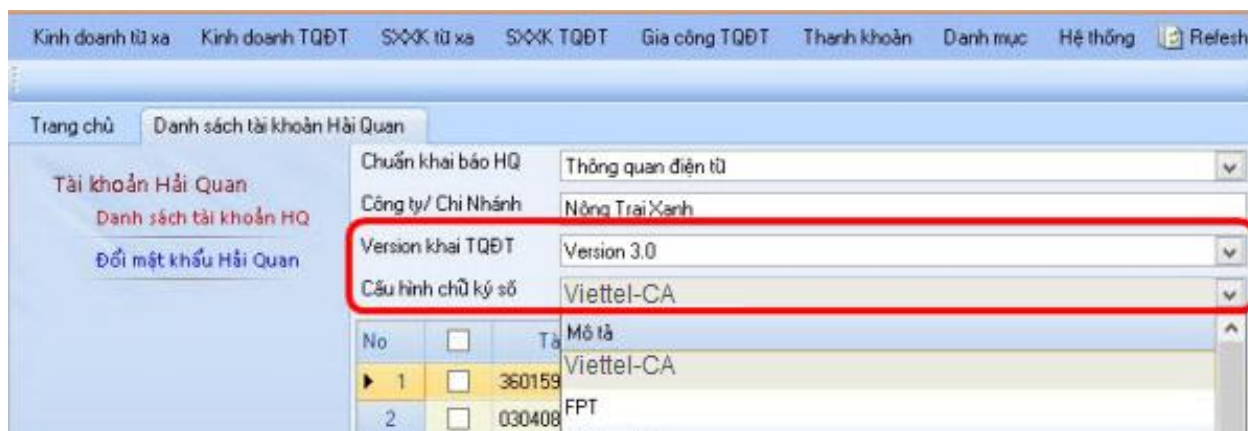 Kinh doanh từ xa Kinh doanh TQĐT SXXK từ xa SXXK TQĐT Gia công TQĐT Thanh khoản Danh mục Hệ thống Refesh
Trang chủ Danh sách tài khoản Hải Quan
Tài khoản Hải Quan
Danh sách tài khoản HQ
Đổi mật khẩu Hải Quan
Chuẩn khai báo HQ Thông quan điện tử
Công ty/ Chi Nhánh Nông Trại Xanh
Version khai TQĐT Version 3.0
Cấu hình chữ ký số Viettel-CA
No Mô tả
Viettel-CA
1 360159
FPT
2 030408